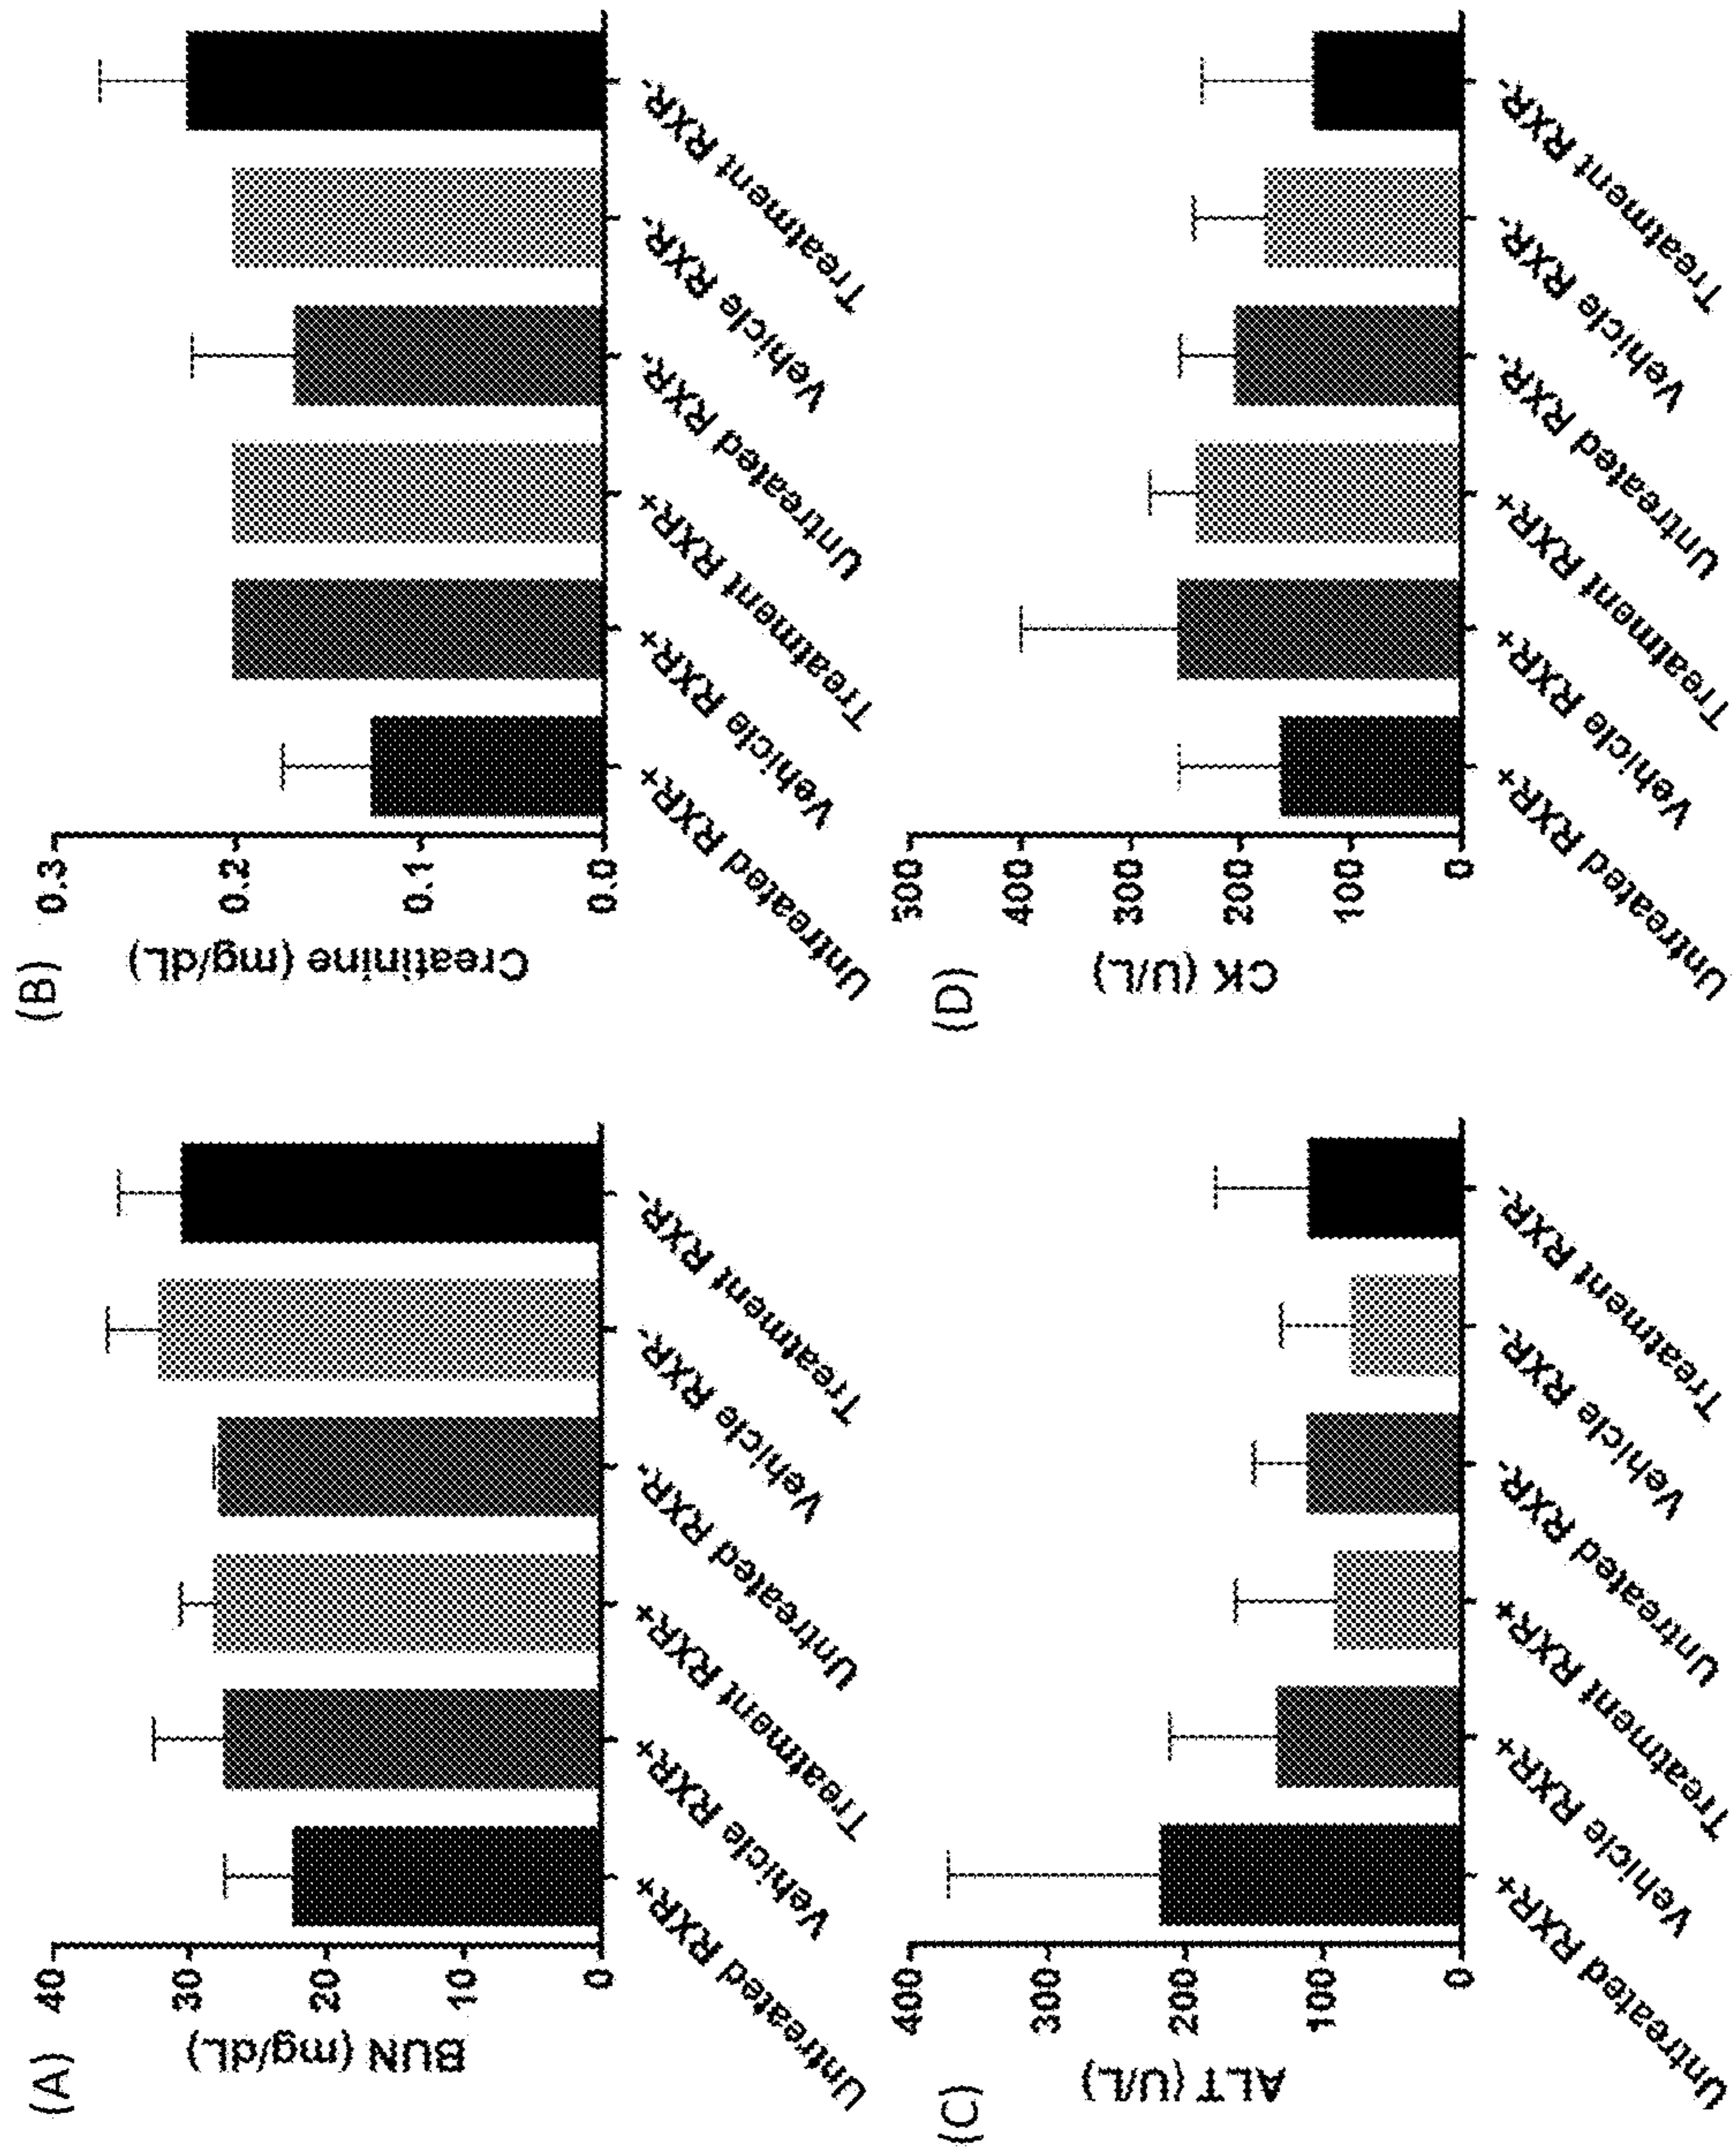 (A)
BUN (mg/dL)
40
30
20
10
0
Untreated RXR+
Vehicle RXR+
Treatment RXR+
Untreated RXR-
Vehicle RXR-
Treatment RXR-
(B)
Creatinine (mg/dL)
0.3
0.2
0.1
0.0
Untreated RXR+
Vehicle RXR+
Treatment RXR+
Untreated RXR-
Vehicle RXR-
Treatment RXR-
(C)
ALT (U/L)
400
300
200
100
0
Untreated RXR+
Vehicle RXR+
Treatment RXR+
Untreated RXR-
Vehicle RXR-
Treatment RXR-
(D)
CK (U/L)
500
400
300
200
100
0
Untreated RXR+
Vehicle RXR+
Treatment RXR+
Untreated RXR-
Vehicle RXR-
Treatment RXR-